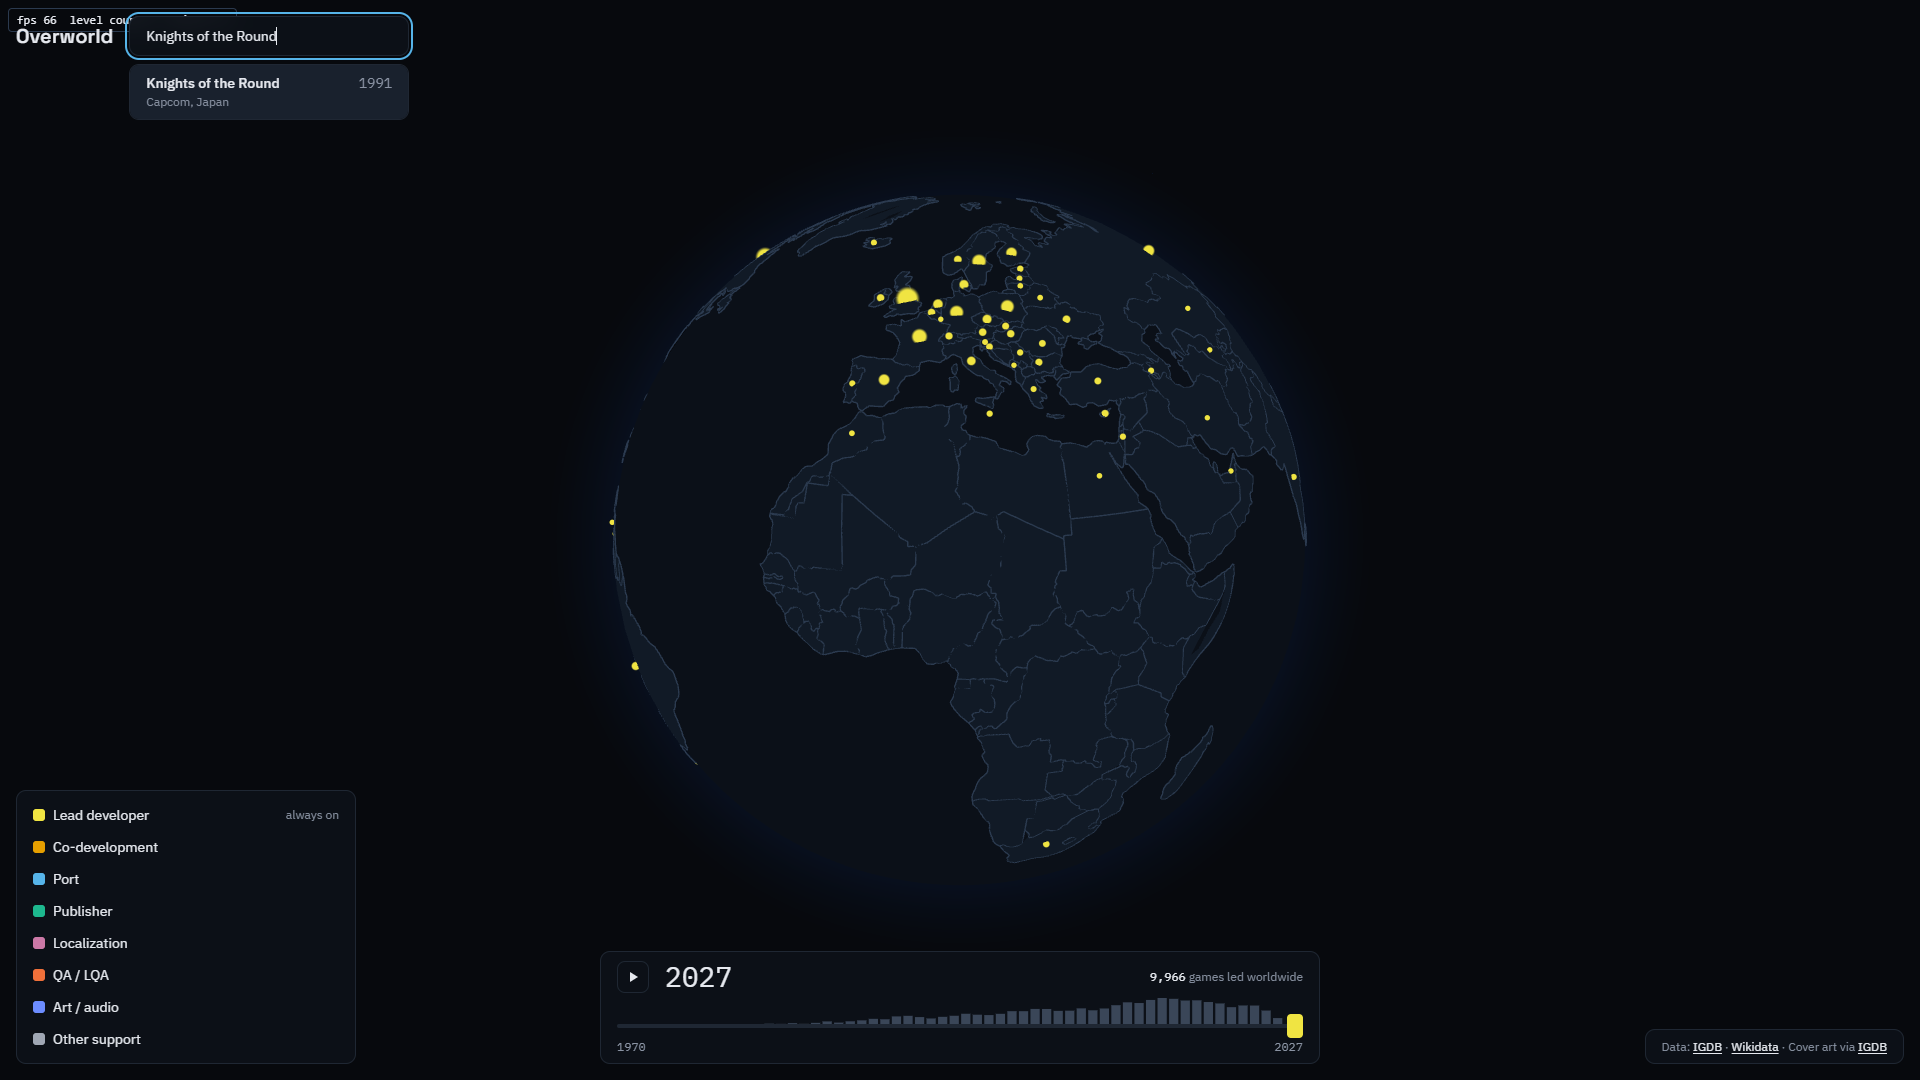 fps 66 level
Overworld
Knights of the Round
Knights of the Round 1991
Capcom, Japan
Lead developer always on
Co-development
Port
Publisher
Localization
QA / LQA
Art / audio
Other support
2027
9,966 games led worldwide
1970 2027
Data: IGDB · Wikidata · Cover art via IGDB